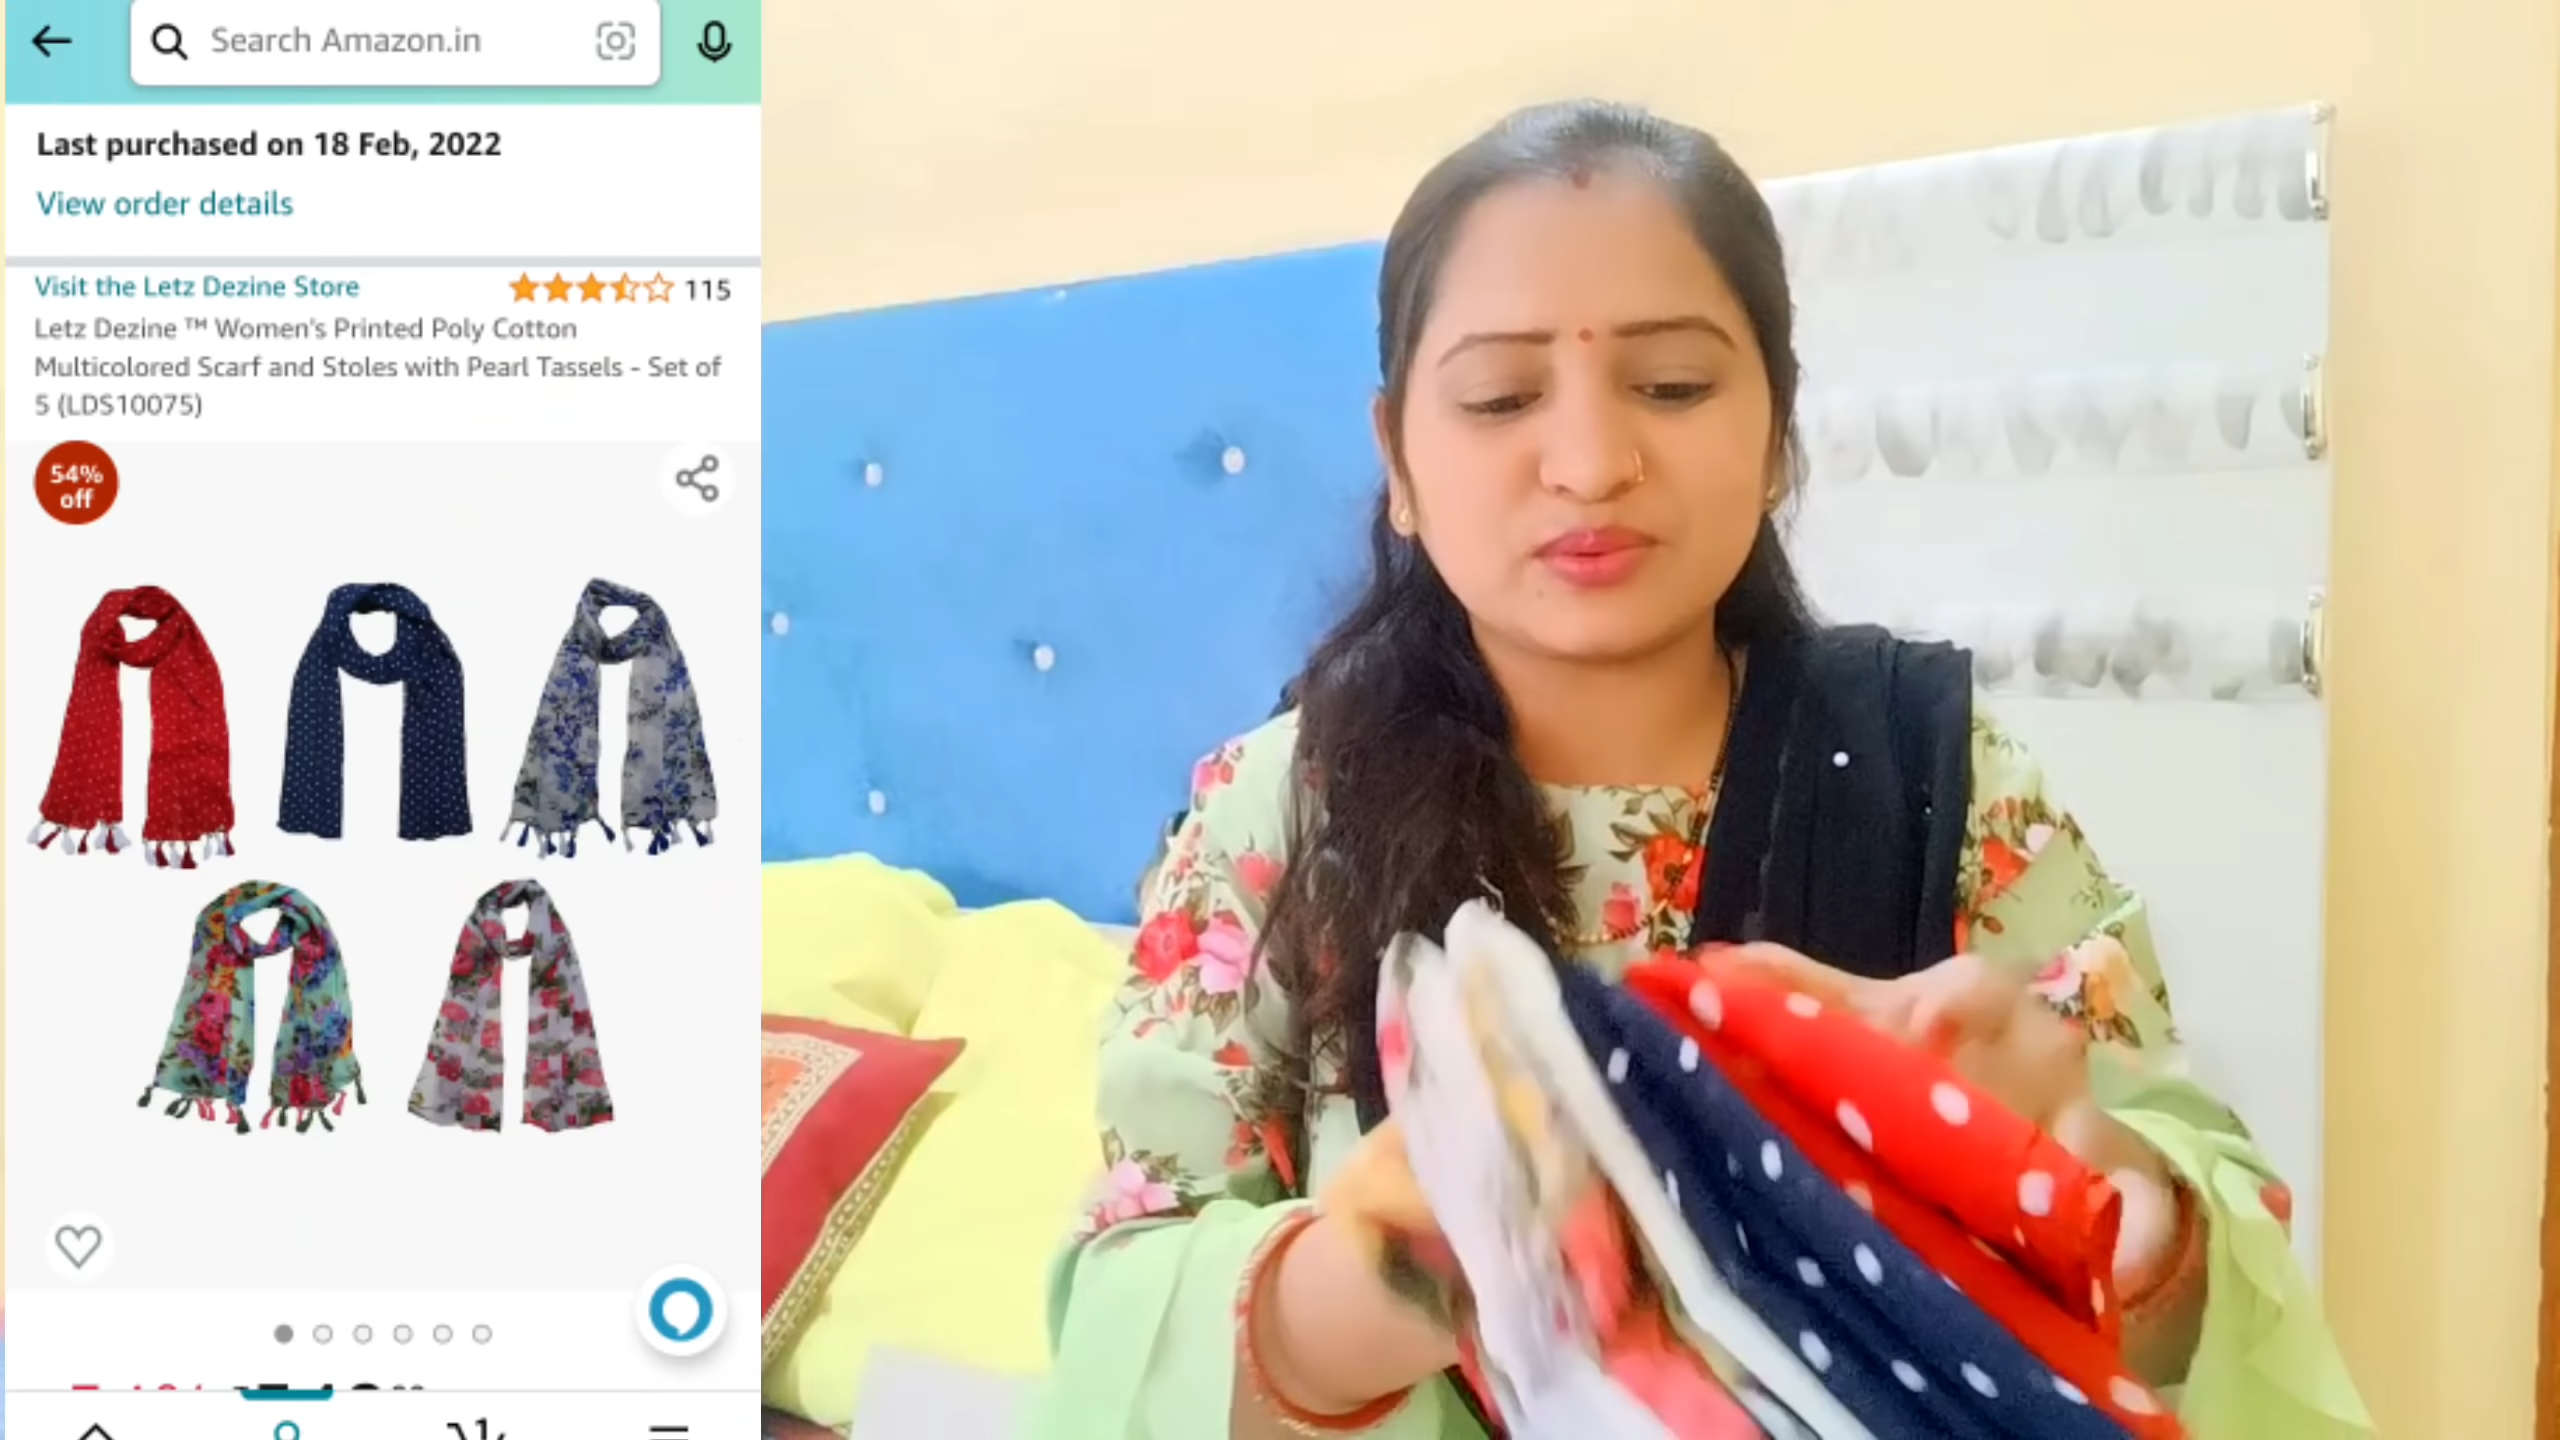 Search Amazon.in
Last purchased on 18 Feb, 2022
View order details
Visit the Letz Dezine Store
115
Letz Dezine ™ Women's Printed Poly Cotton
Multicolored Scarf and Stoles with Pearl Tassels - Set of
5 (LDS10075)
54%
off
1